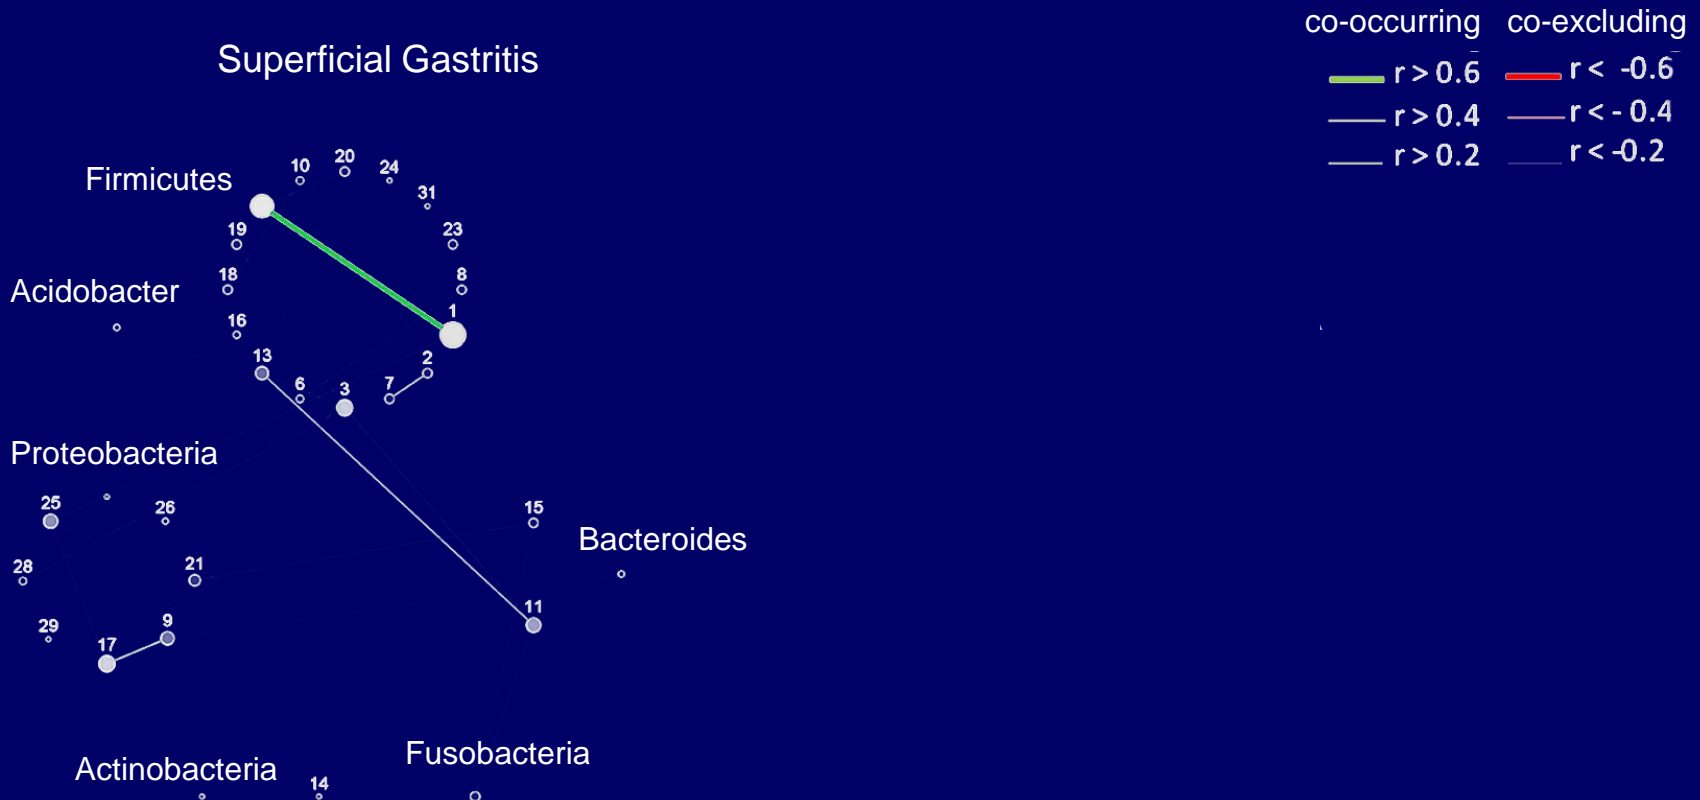 co-occurring co-excluding
Superficial Gastritis
r > 0.6 r < -0.6
r > 0.4 r < - 0.4
r > 0.2 r < -0.2
Firmicutes
10 20 24
31
19 23
18 8
Acidobacter
1
16
13 2
6 3 7
Proteobacteria
25 26 15
Bacteroides
28 21
11
29 9
17
Fusobacteria
Actinobacteria 14